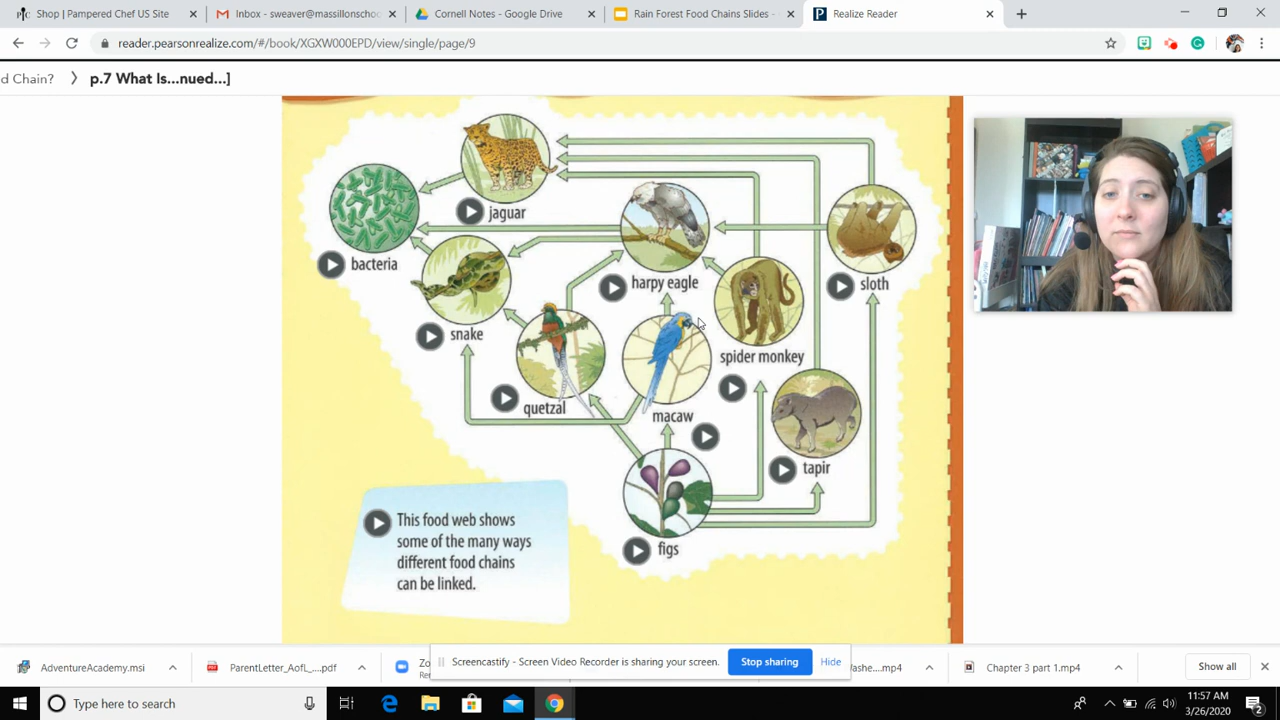 Shop | Pampered Chef US Site
Inbox - sweaver@massillonschoo
Cornell Notes - Google Drive
Rain Forest Food Chains Slides -
Realize Reader
reader.pearsonrealize.com/#/book/XGXW000EPD/view/single/page/9
d Chain?
p.7 What Is...nued...]
jaguar
bacteria
harpy eagle
sloth
snake
spider monkey
quetzal
macaw
tapir
figs
This food web shows
some of the many ways
different food chains
can be linked.
AdventureAcademy.msi
ParentLetter_AofL_....pdf
Screencastify - Screen Video Recorder is sharing your screen.
Stop sharing
Hide
Chapter 3 part 1.mp4
Show all
Type here to search
11:57 AM
3/26/2020
2